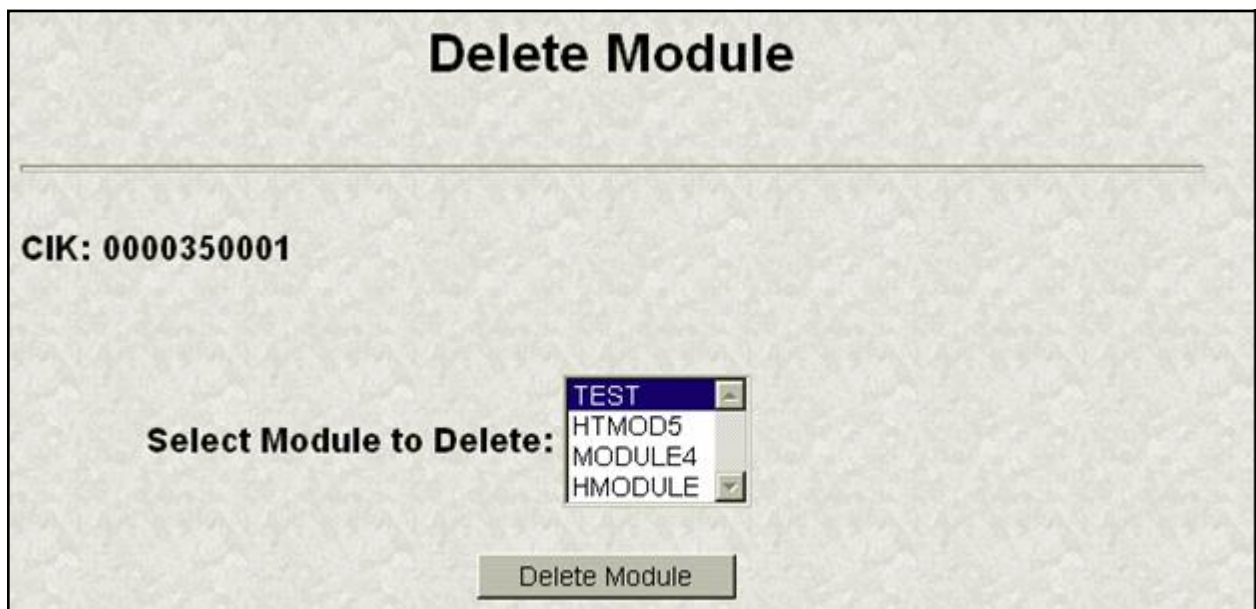 Delete Module
CIK: 0000350001
Select Module to Delete:
TEST
HTMOD5
MODULE4
HMODULE
Delete Module